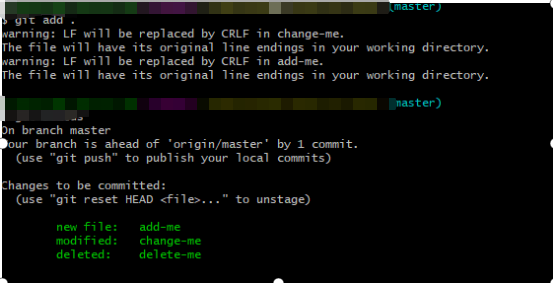 (master)
$ git add .
warning: LF will be replaced by CRLF in change-me.
The file will have its original line endings in your working directory.
warning: LF will be replaced by CRLF in add-me.
The file will have its original line endings in your working directory.
(master)
On branch master
our branch is ahead of 'origin/master' by 1 commit.
(use "git push" to publish your local commits)
Changes to be committed:
(use "git reset HEAD <file>..." to unstage)
new file: add-me
modified: change-me
deleted: delete-me